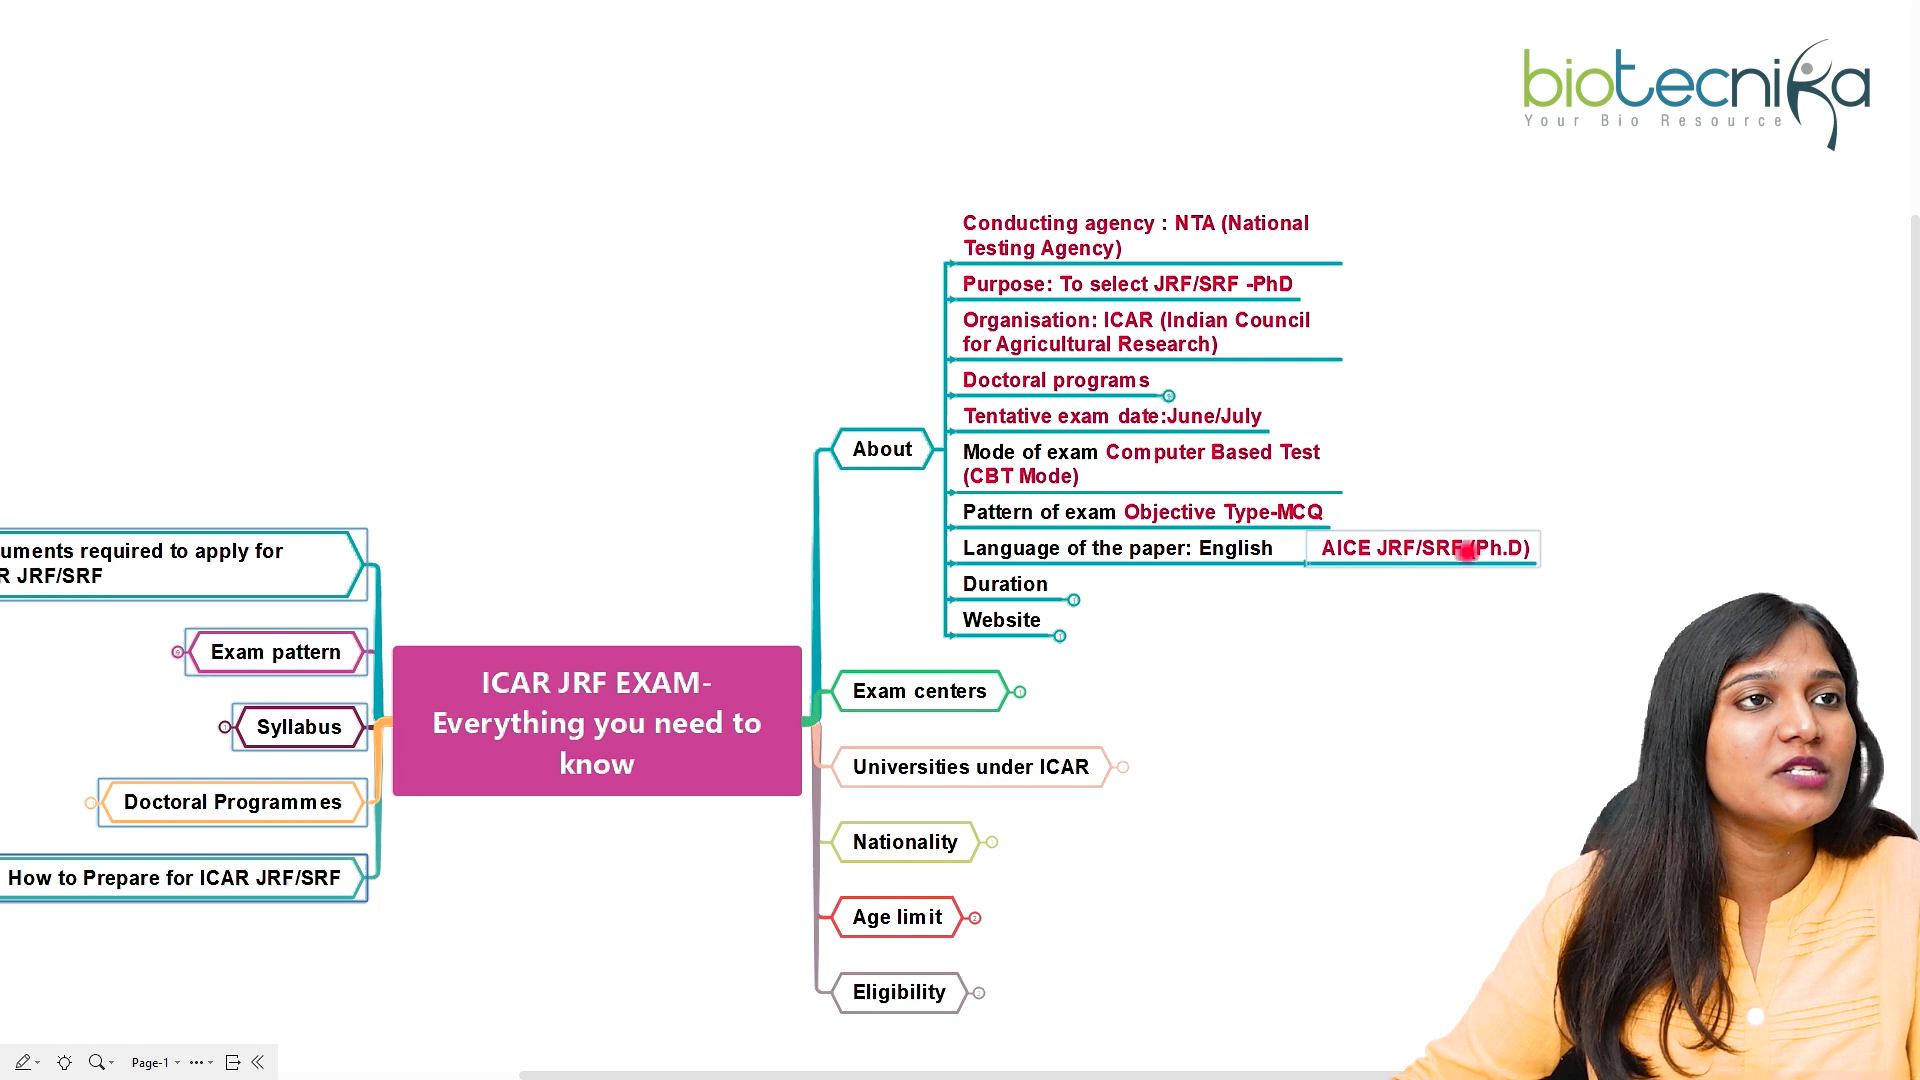 biotecnika
Your Bio Resource
Conducting agency : NTA (National
Testing Agency)
Purpose: To select JRF/SRF -PhD
Organisation: ICAR (Indian Council
for Agricultural Research)
Doctoral programs
Tentative exam date:June/July
Mode of exam Computer Based Test
(CBT Mode)
Pattern of exam Objective Type-MCQ
Language of the paper: English
AICE JRF/SRF (Ph.D)
Duration
Website
About
uments required to apply for
R JRF/SRF
Exam pattern
Syllabus
Doctoral Programmes
How to Prepare for ICAR JRF/SRF
ICAR JRF EXAM-
Everything you need to
know
Exam centers
Universities under ICAR
Nationality
Age limit
2
Eligibility
Page-1